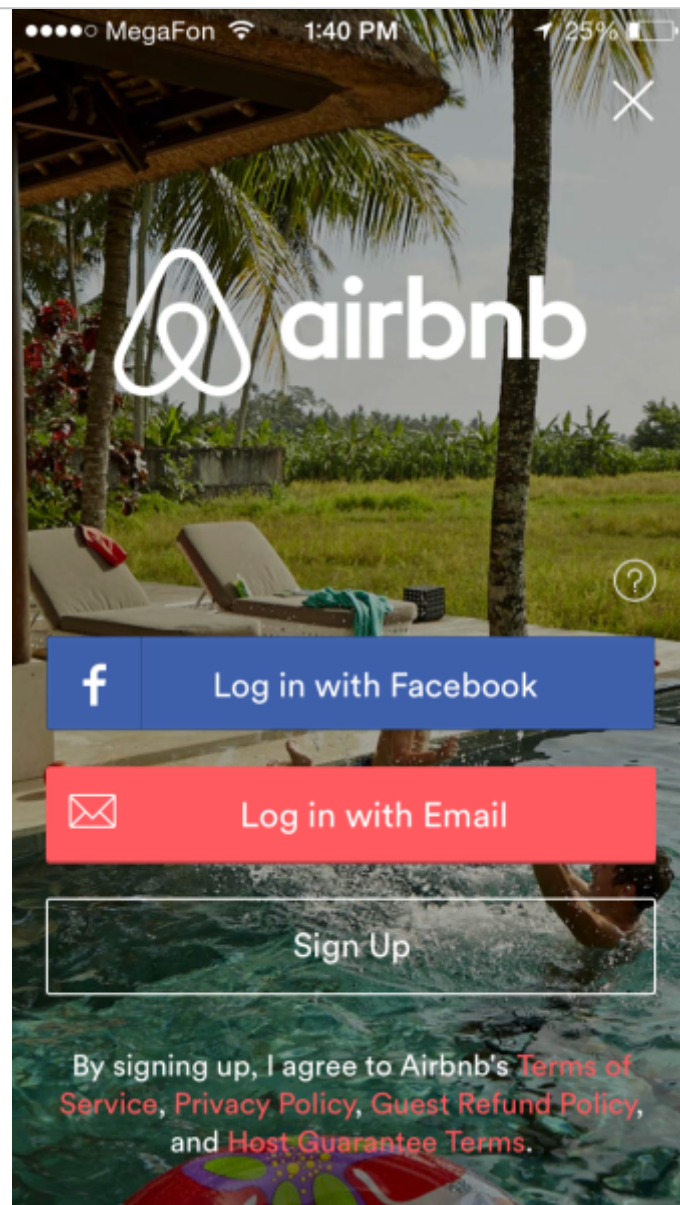 MegaFon 1:40 PM 25%
airbnb
?
f Log in with Facebook
Log in with Email
Sign Up
By signing up, I agree to Airbnb's Terms of
Service, Privacy Policy, Guest Refund Policy,
and Host Guarantee Terms.